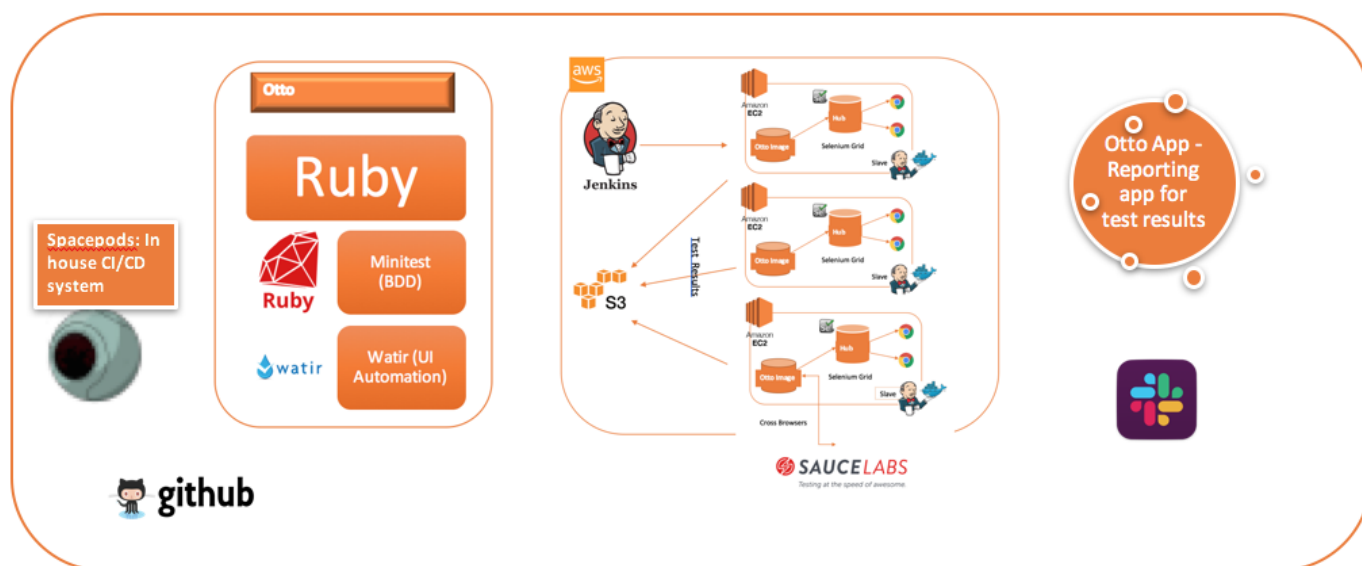 Spacepods: In
house CI/CD
system
github
Otto
Ruby
Ruby
Minitest
(BDD)
watir
Watir (UI
Automation)
aws
Jenkins
S3
Test Results
Amazon
EC2
Otto Image
Hub
Selenium Grid
Slave
Amazon
EC2
Otto Image
Hub
Selenium Grid
Slave
Amazon
EC2
Otto Image
Hub
Selenium Grid
Slave
Cross Browsers
SAUCELABS
Testing at the speed of awesome.
Otto App -
Reporting
app for
test results